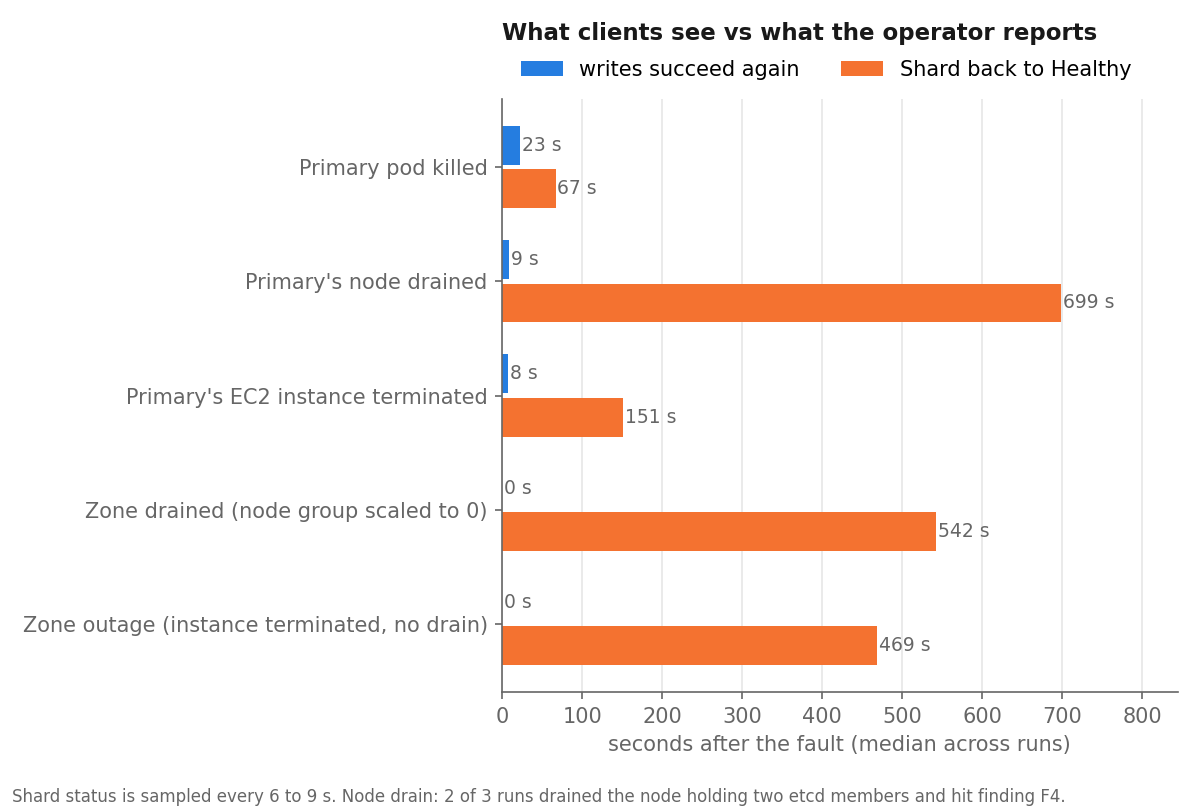 What clients see vs what the operator reports
writes succeed again
Shard back to Healthy
Primary pod killed
23 s
67 s
Primary's node drained
9 s
699 s
Primary's EC2 instance terminated
8 s
151 s
Zone drained (node group scaled to 0)
0 s
542 s
Zone outage (instance terminated, no drain)
0 s
469 s
0 100 200 300 400 500 600 700 800
seconds after the fault (median across runs)
Shard status is sampled every 6 to 9 s. Node drain: 2 of 3 runs drained the node holding two etcd members and hit finding F4.